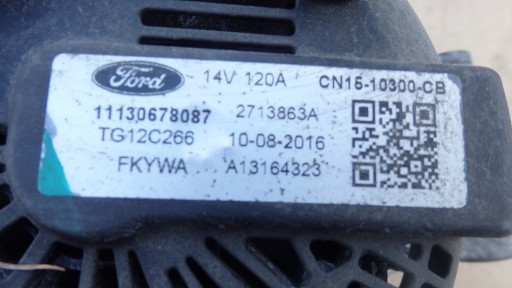 Ford 14V 120A CN15-10300-CB
11130678087 2713863A
TG12C266 10-08-2016
FKYWA A13164323